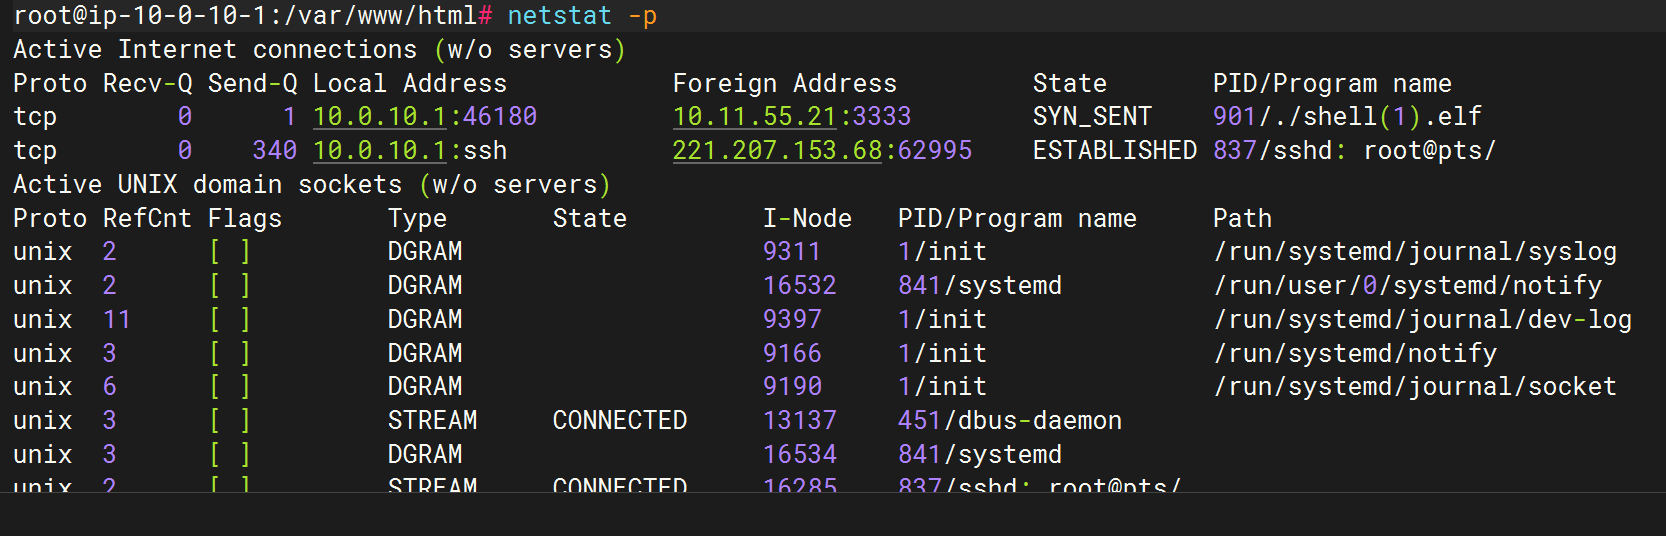 root@ip-10-0-10-1:/var/www/html# netstat -p
Active Internet connections (w/o servers)
Proto Recv-Q Send-Q Local Address           Foreign Address         State       PID/Program name
tcp        0      1 10.0.10.1:46180         10.11.55.21:3333        SYN_SENT    901/./shell(1).elf
tcp        0    340 10.0.10.1:ssh           221.207.153.68:62995    ESTABLISHED 837/sshd: root@pts/
Active UNIX domain sockets (w/o servers)
Proto RefCnt Flags       Type       State         I-Node   PID/Program name     Path
unix  2      [ ]         DGRAM                    9311     1/init               /run/systemd/journal/syslog
unix  2      [ ]         DGRAM                    16532    841/systemd          /run/user/0/systemd/notify
unix  11     [ ]         DGRAM                    9397     1/init               /run/systemd/journal/dev-log
unix  3      [ ]         DGRAM                    9166     1/init               /run/systemd/notify
unix  6      [ ]         DGRAM                    9190     1/init               /run/systemd/journal/socket
unix  3      [ ]         STREAM     CONNECTED     13137    451/dbus-daemon
unix  3      [ ]         DGRAM                    16534    841/systemd
unix  2      [ ]         STREAM     CONNECTED     16285    837/sshd: root@pts/